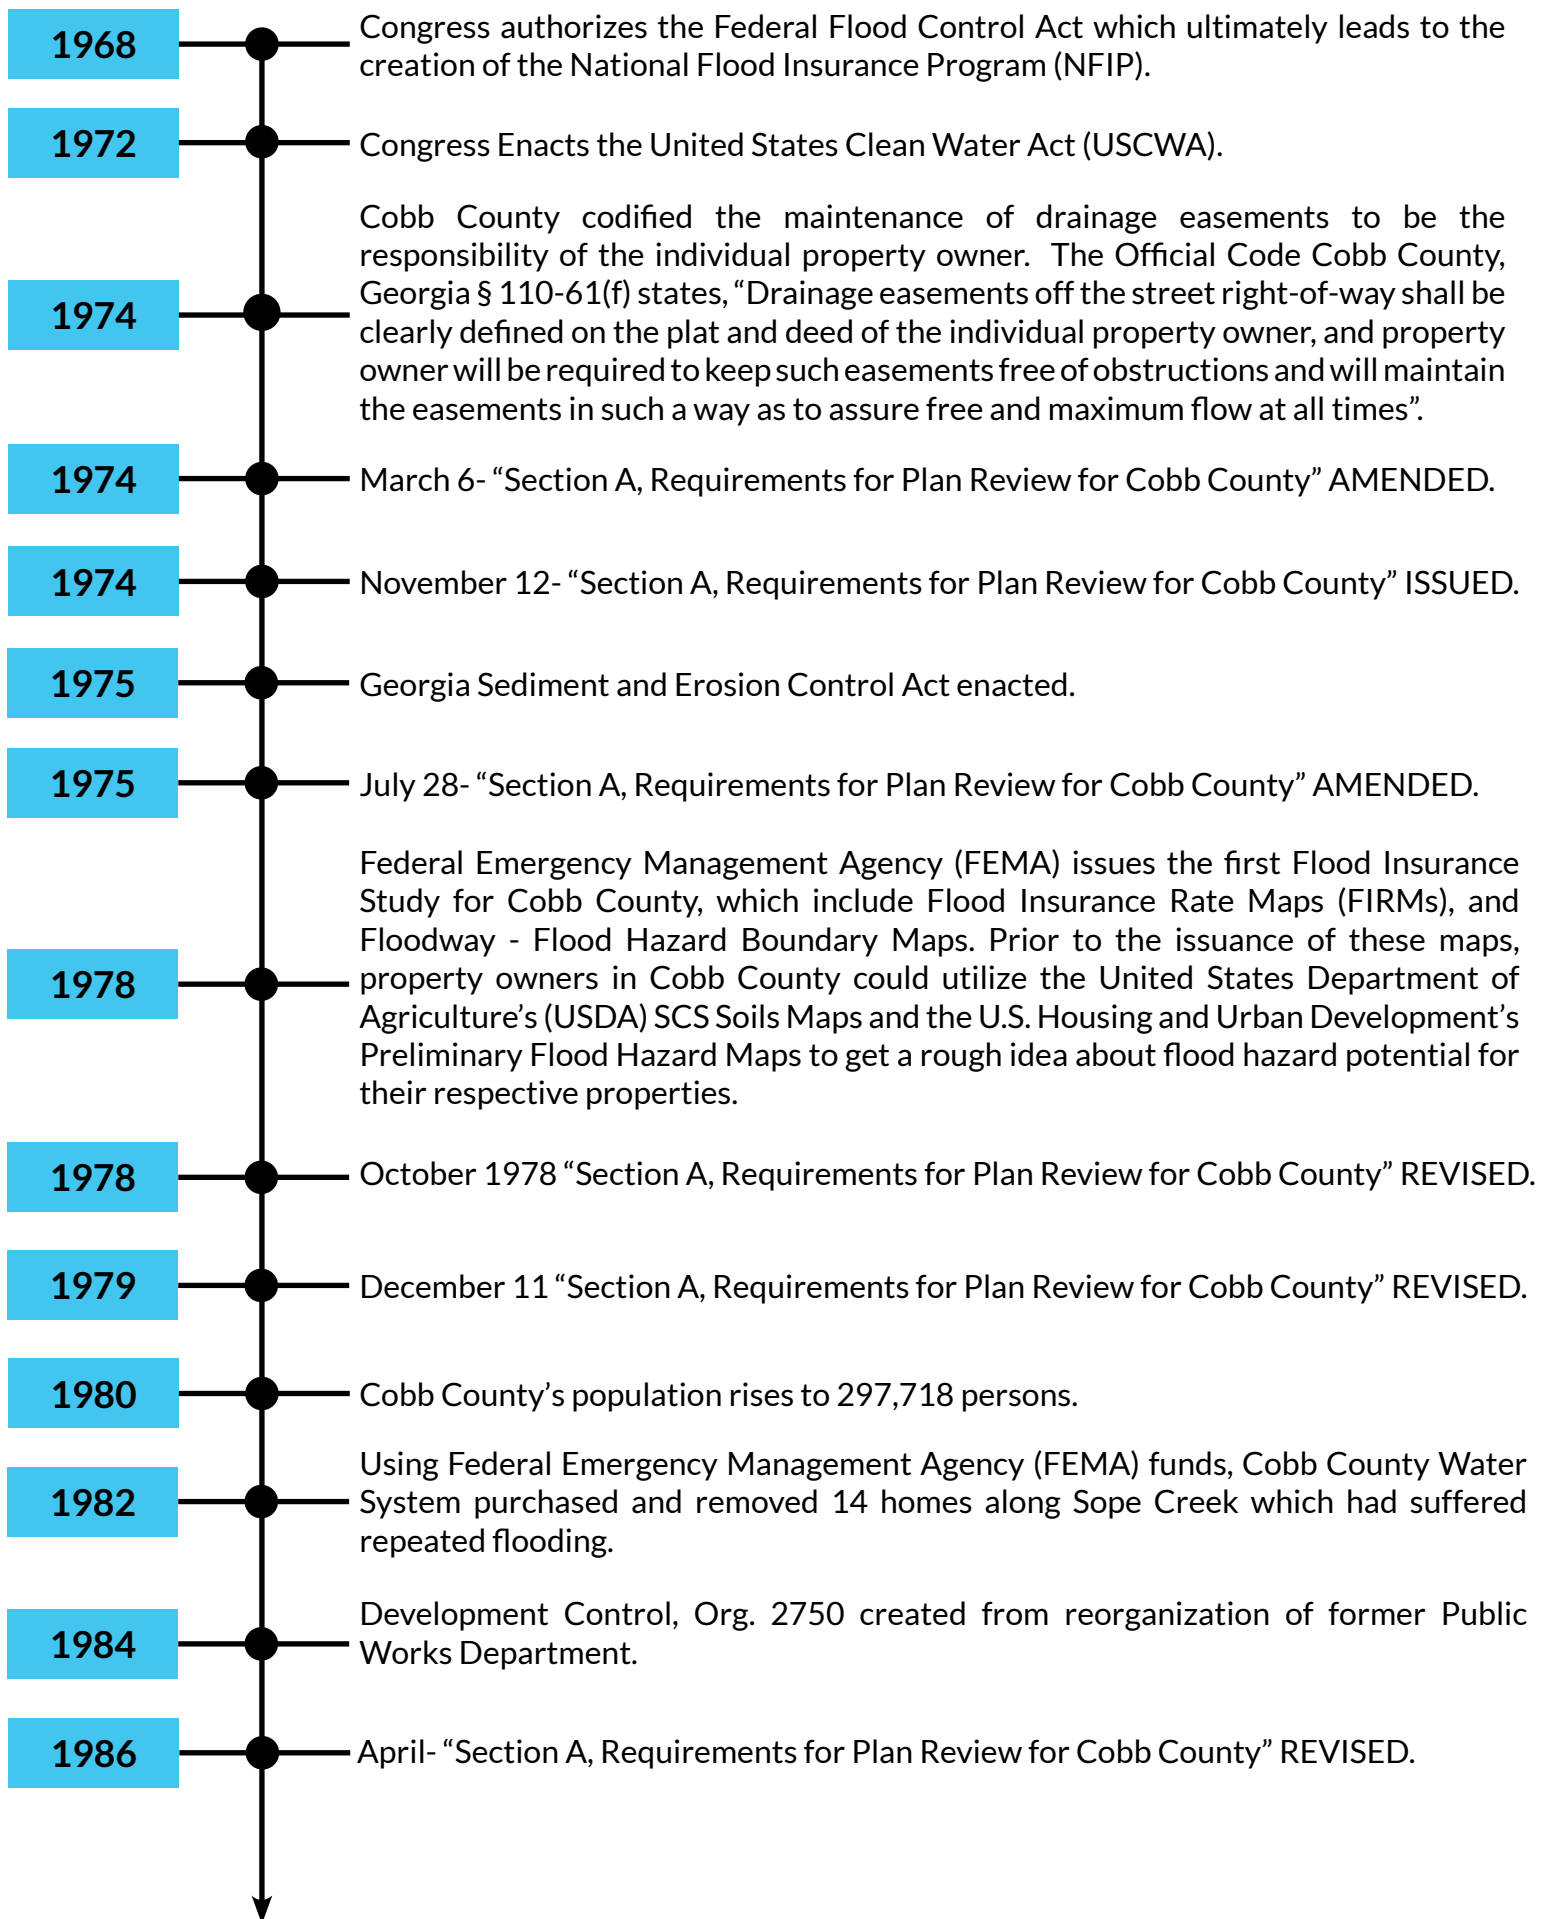 1968
Congress authorizes the Federal Flood Control Act which ultimately leads to the
creation of the National Flood Insurance Program (NFIP).
1972
Congress Enacts the United States Clean Water Act (USCWA).
1974
Cobb County codified the maintenance of drainage easements to be the
responsibility of the individual property owner. The Official Code Cobb County,
Georgia § 110-61(f) states, “Drainage easements off the street right-of-way shall be
clearly defined on the plat and deed of the individual property owner, and property
owner will be required to keep such easements free of obstructions and will maintain
the easements in such a way as to assure free and maximum flow at all times”.
1974
March 6- “Section A, Requirements for Plan Review for Cobb County” AMENDED.
1974
November 12- “Section A, Requirements for Plan Review for Cobb County” ISSUED.
1975
Georgia Sediment and Erosion Control Act enacted.
1975
July 28- “Section A, Requirements for Plan Review for Cobb County” AMENDED.
1978
Federal Emergency Management Agency (FEMA) issues the first Flood Insurance
Study for Cobb County, which include Flood Insurance Rate Maps (FIRMs), and
Floodway - Flood Hazard Boundary Maps. Prior to the issuance of these maps,
property owners in Cobb County could utilize the United States Department of
Agriculture’s (USDA) SCS Soils Maps and the U.S. Housing and Urban Development’s
Preliminary Flood Hazard Maps to get a rough idea about flood hazard potential for
their respective properties.
1978
October 1978 “Section A, Requirements for Plan Review for Cobb County” REVISED.
1979
December 11 “Section A, Requirements for Plan Review for Cobb County” REVISED.
1980
Cobb County’s population rises to 297,718 persons.
1982
Using Federal Emergency Management Agency (FEMA) funds, Cobb County Water
System purchased and removed 14 homes along Sope Creek which had suffered
repeated flooding.
1984
Development Control, Org. 2750 created from reorganization of former Public
Works Department.
1986
April- “Section A, Requirements for Plan Review for Cobb County” REVISED.